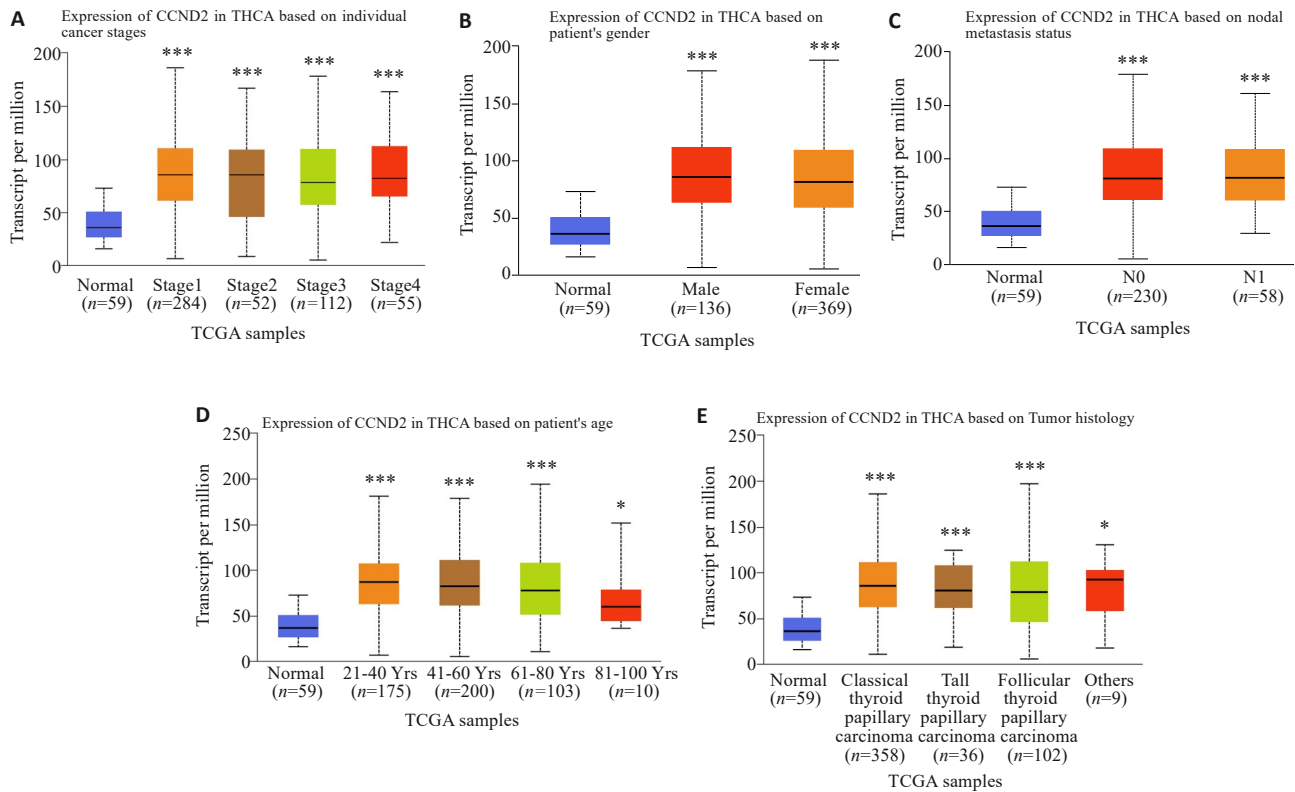 A
Expression of CCND2 in THCA based on individual
cancer stages
Transcript per million
200
150
100
50
0
***
***
***
***
Normal
(n=59)
Stage1
(n=284)
Stage2
(n=52)
Stage3
(n=112)
Stage4
(n=55)
TCGA samples
B
Expression of CCND2 in THCA based on
patient's gender
Transcript per million
200
150
100
50
0
***
***
Normal
(n=59)
Male
(n=136)
Female
(n=369)
TCGA samples
C
Expression of CCND2 in THCA based on nodal
metastasis status
Transcript per million
200
150
100
50
0
***
***
Normal
(n=59)
N0
(n=230)
N1
(n=58)
TCGA samples
D
Expression of CCND2 in THCA based on patient's age
Transcript per million
250
200
150
100
50
0
***
***
***
*
Normal
(n=59)
21-40 Yrs
(n=175)
41-60 Yrs
(n=200)
61-80 Yrs
(n=103)
81-100 Yrs
(n=10)
TCGA samples
E
Expression of CCND2 in THCA based on Tumor histology
Transcript per million
250
200
150
100
50
0
***
***
***
*
Normal
(n=59)
Classical
thyroid
papillary
carcinoma
(n=358)
Tall
thyroid
papillary
carcinoma
(n=36)
Follicular
thyroid
papillary
carcinoma
(n=102)
Others
(n=9)
TCGA samples